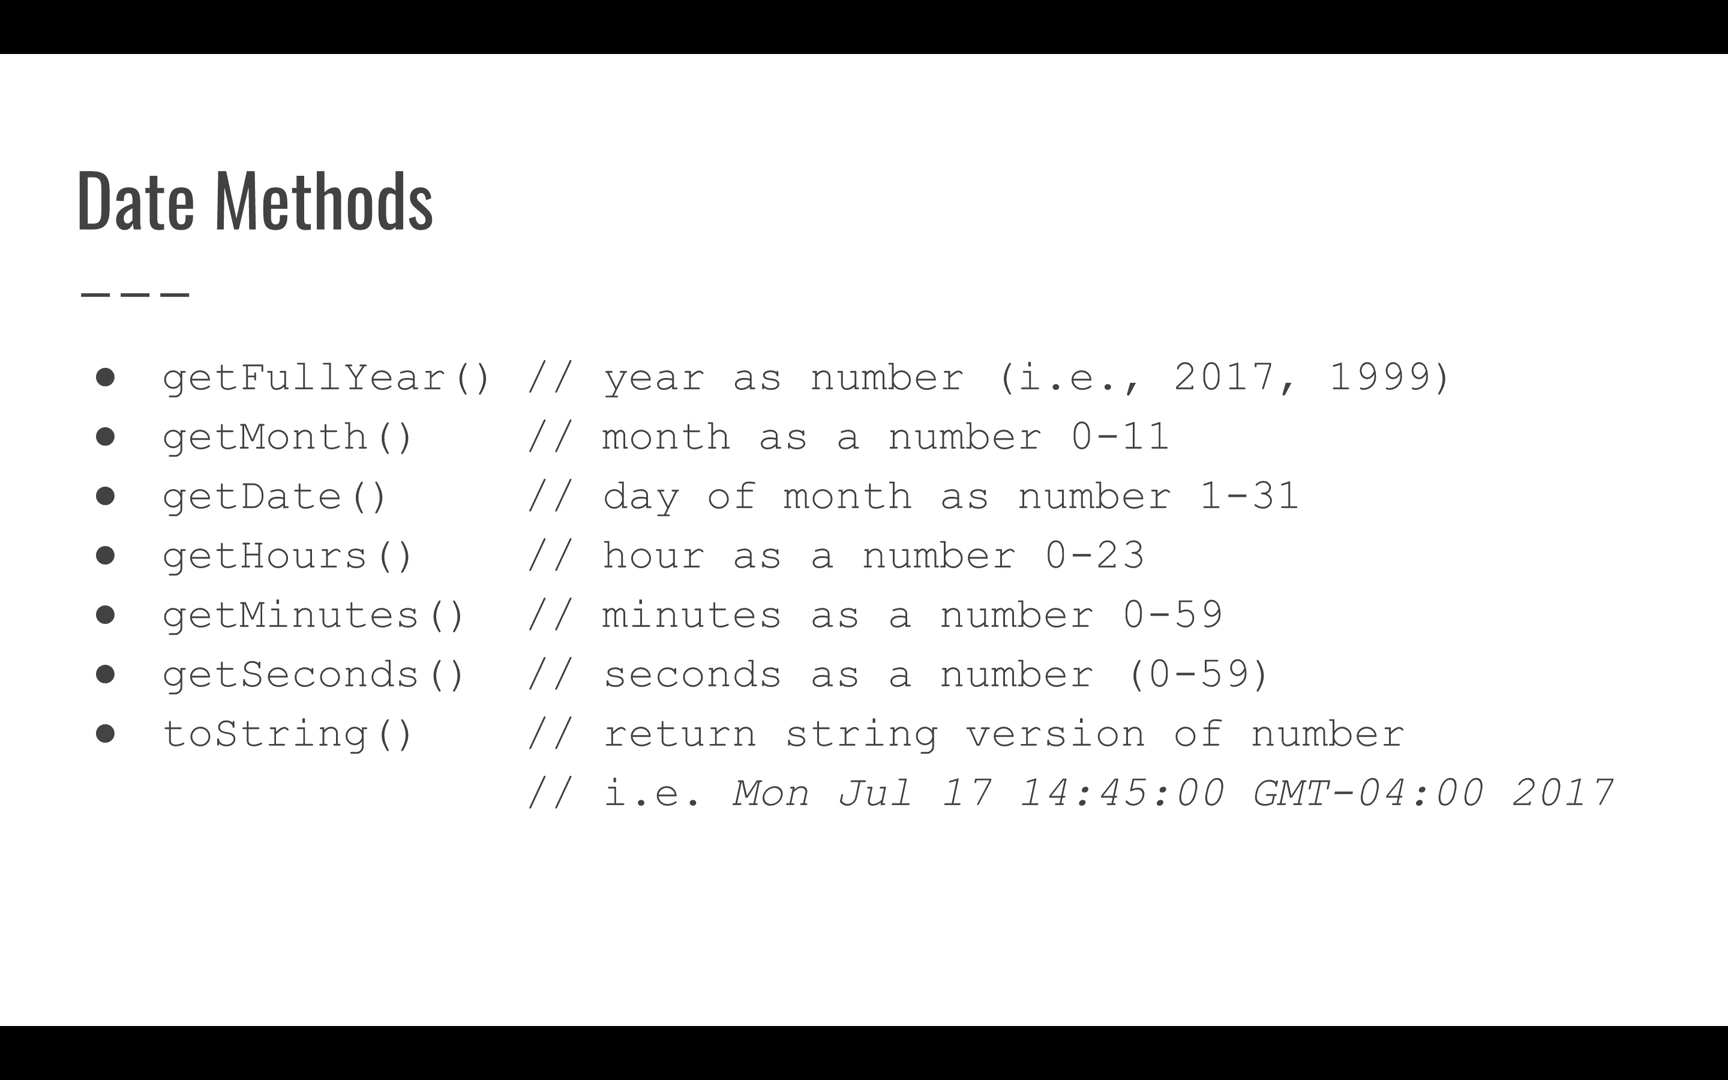 Date Methods
---
● getFullYear() // year as number (i.e., 2017, 1999)
● getMonth() // month as a number 0-11
● getDate() // day of month as number 1-31
● getHours() // hour as a number 0-23
● getMinutes() // minutes as a number 0-59
● getSeconds() // seconds as a number (0-59)
● toString() // return string version of number
// i.e. Mon Jul 17 14:45:00 GMT-04:00 2017